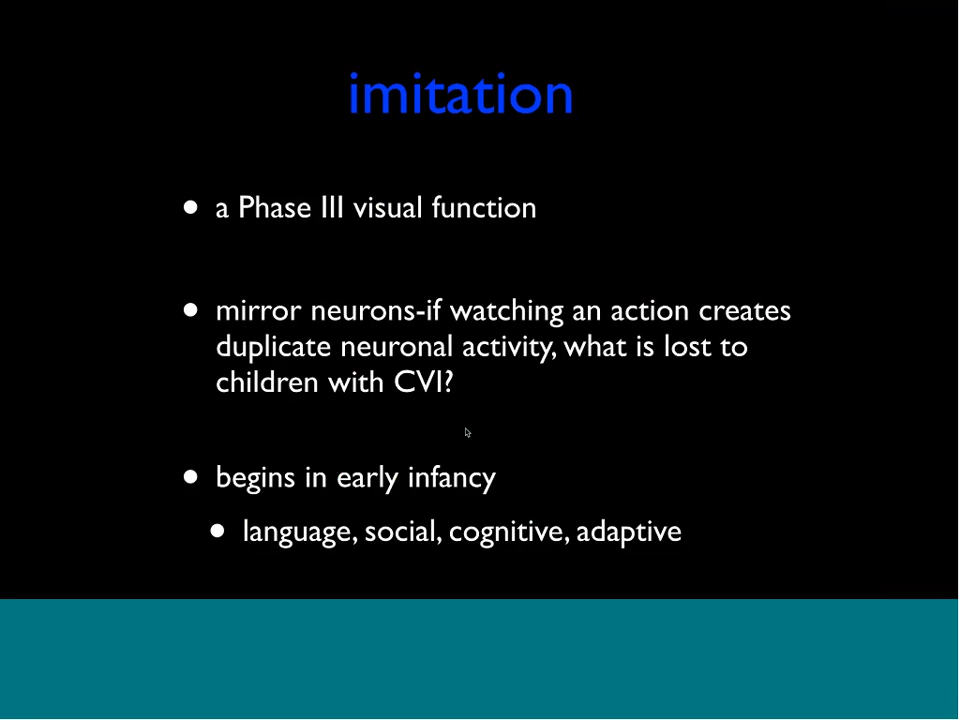 imitation
• a Phase III visual function
• mirror neurons-if watching an action creates
duplicate neuronal activity, what is lost to
children with CVI?
• begins in early infancy
• language, social, cognitive, adaptive